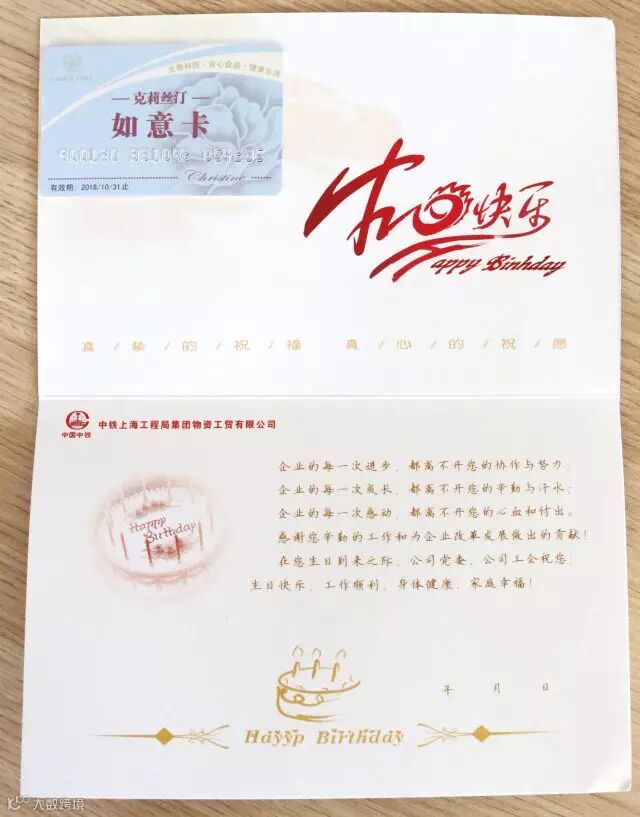 生物科技·安心食品·健康生活
克莉丝汀
如意卡
有效期：2018/10/31止
Christine
生日快乐
appy Binhday
真/挚/的/祝/福 真/心/的/祝/愿
中国中铁
中铁上海工程局集团物资工贸有限公司
企业的每一次进步，都离不开您的协作与努力；
企业的每一次成长，都离不开您的辛勤与汗水；
企业的每一次感动，都离不开您的心血和付出。
感谢您辛勤的工作和为企业改革发展做出的贡献！
在您生日到来之际，公司党委、公司工会祝您，
生日快乐、工作顺利、身体健康、家庭幸福！
Happy
Birthday
年 月 日
Hayyp Birthday
大数跨境